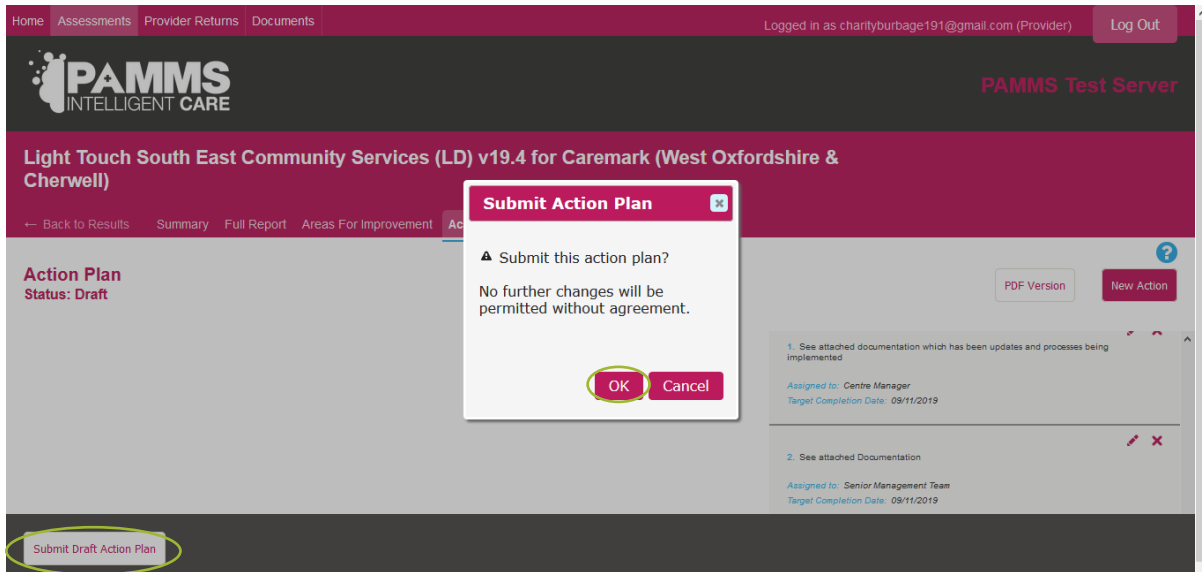 Home Assessments Provider Returns Documents
Logged in as charityburbage191@gmail.com (Provider) Log Out
PAMMS
INTELLIGENT CARE
PAMMS Test Server
Light Touch South East Community Services (LD) v19.4 for Caremark (West Oxfordshire &
Cherwell)
← Back to Results Summary Full Report Areas For Improvement Ac
Submit Action Plan
Submit this action plan?
No further changes will be
permitted without agreement.
OK Cancel
Action Plan
Status: Draft
?
PDF Version New Action
1. See attached documentation which has been updates and processes being
implemented
Assigned to: Centre Manager
Target Completion Date: 09/11/2019
2. See attached Documentation
Assigned to: Senior Management Team
Target Completion Date: 09/11/2019
Submit Draft Action Plan